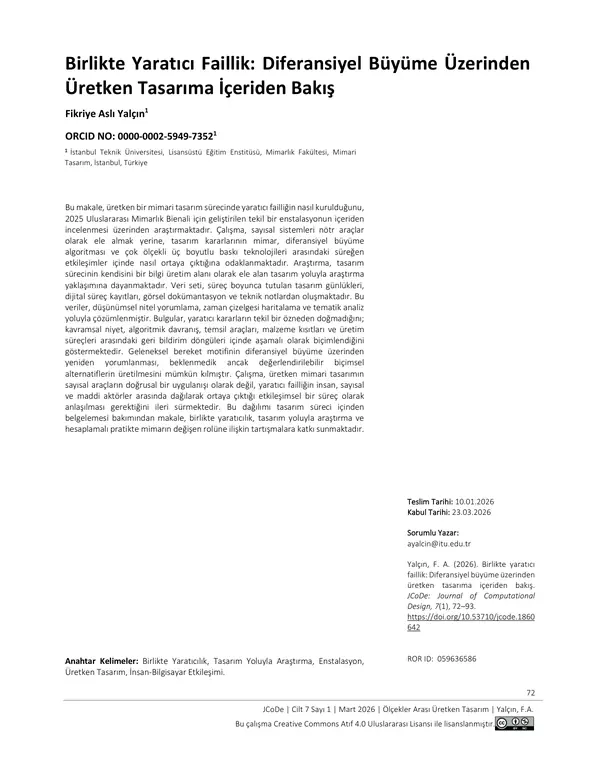 Birlikte Yaratıcı Faillik: Diferansiyel Büyüme Üzerinden
Üretken Tasarıma İçeriden Bakış
Fikriye Aslı Yalçın1
ORCID NO: 0000-0002-5949-73521
1 İstanbul Teknik Üniversitesi, Lisansüstü Eğitim Enstitüsü, Mimarlık Fakültesi, Mimari
Tasarım, İstanbul, Türkiye
Bu makale, üretken bir mimari tasarım sürecinde yaratıcı failliğin nasıl kurulduğunu,
2025 Uluslararası Mimarlık Bienali için geliştirilen tekil bir enstalasyonun içeriden
incelenmesi üzerinden araştırmaktadır. Çalışma, sayısal sistemleri nötr araçlar
olarak ele almak yerine, tasarım kararlarının mimar, diferansiyel büyüme
algoritması ve çok ölçekli üç boyutlu baskı teknolojileri arasındaki süregen
etkileşimler içinde nasıl ortaya çıktığına odaklanmaktadır. Araştırma, tasarım
sürecinin kendisini bir bilgi üretim alanı olarak ele alan tasarım yoluyla araştırma
yaklaşımına dayanmaktadır. Veri seti, süreç boyunca tutulan tasarım günlükleri,
dijital süreç kayıtları, görsel dokümantasyon ve teknik notlardan oluşmaktadır. Bu
veriler, düşünümsel nitel yorumlama, zaman çizelgesi haritalama ve tematik analiz
yoluyla çözümlenmiştir. Bulgular, yaratıcı kararların tekil bir özneden doğmadığını;
kavramsal niyet, algoritmik davranış, temsil araçları, malzeme kısıtları ve üretim
süreçleri arasındaki geri bildirim döngüleri içinde aşamalı olarak biçimlendiğini
göstermektedir. Geleneksel bereket motifinin diferansiyel büyüme üzerinden
yeniden yorumlanması, beklenmedik ancak değerlendirilebilir biçimsel
alternatiflerin üretilmesini mümkün kılmıştır. Çalışma, üretken mimari tasarımın
sayısal araçların doğrusal bir uygulanışı olarak değil, yaratıcı failliğin insan, sayısal
ve maddi aktörler arasında dağılarak ortaya çıktığı etkileşimsel bir süreç olarak
anlaşılması gerektiğini ileri sürmektedir. Bu dağılımı tasarım süreci içinden
belgelemesi bakımından makale, birlikte yaratıcılık, tasarım yoluyla araştırma ve
hesaplamalı pratikte mimarın değişen rolüne ilişkin tartışmalara katkı sunmaktadır.
Teslim Tarihi: 10.01.2026
Kabul Tarihi: 23.03.2026
Sorumlu Yazar:
ayalcin@itu.edu.tr
Yalçın, F. A. (2026). Birlikte yaratıcı
faillik: Diferansiyel büyüme üzerinden
üretken tasarıma içeriden bakış.
JCoDe: Journal of Computational
Design, 7(1), 72–93.
https://doi.org/10.53710/jcode.1860
642
ROR ID: 059636586
Anahtar Kelimeler: Birlikte Yaratıcılık, Tasarım Yoluyla Araştırma, Enstalasyon,
Üretken Tasarım, İnsan-Bilgisayar Etkileşimi.
72
JCoDe | Cilt 7 Sayı 1 | Mart 2026 | Ölçekler Arası Üretken Tasarım | Yalçın, F.A.
Bu çalışma Creative Commons Atıf 4.0 Uluslararası Lisansı ile lisanslanmıştır.